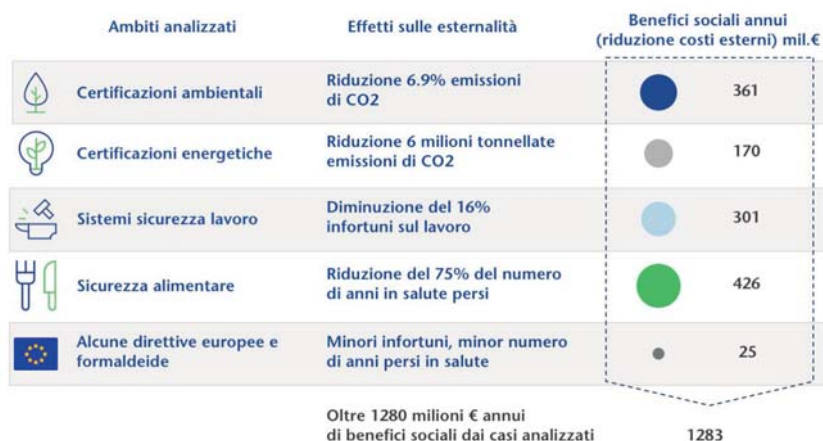 Ambiti analizzati
Effetti sulle esternalità
Benefici sociali annui
(riduzione costi esterni) mil.€
Certificazioni ambientali
Riduzione 6.9% emissioni
di CO2
361
Certificazioni energetiche
Riduzione 6 milioni tonnellate
emissioni di CO2
170
Sistemi sicurezza lavoro
Diminuzione del 16%
infortuni sul lavoro
301
Sicurezza alimentare
Riduzione del 75% del numero
di anni in salute persi
426
Alcune direttive europee e
formaldeide
Minori infortuni, minor numero
di anni persi in salute
25
Oltre 1280 milioni € annui
di benefici sociali dai casi analizzati
1283